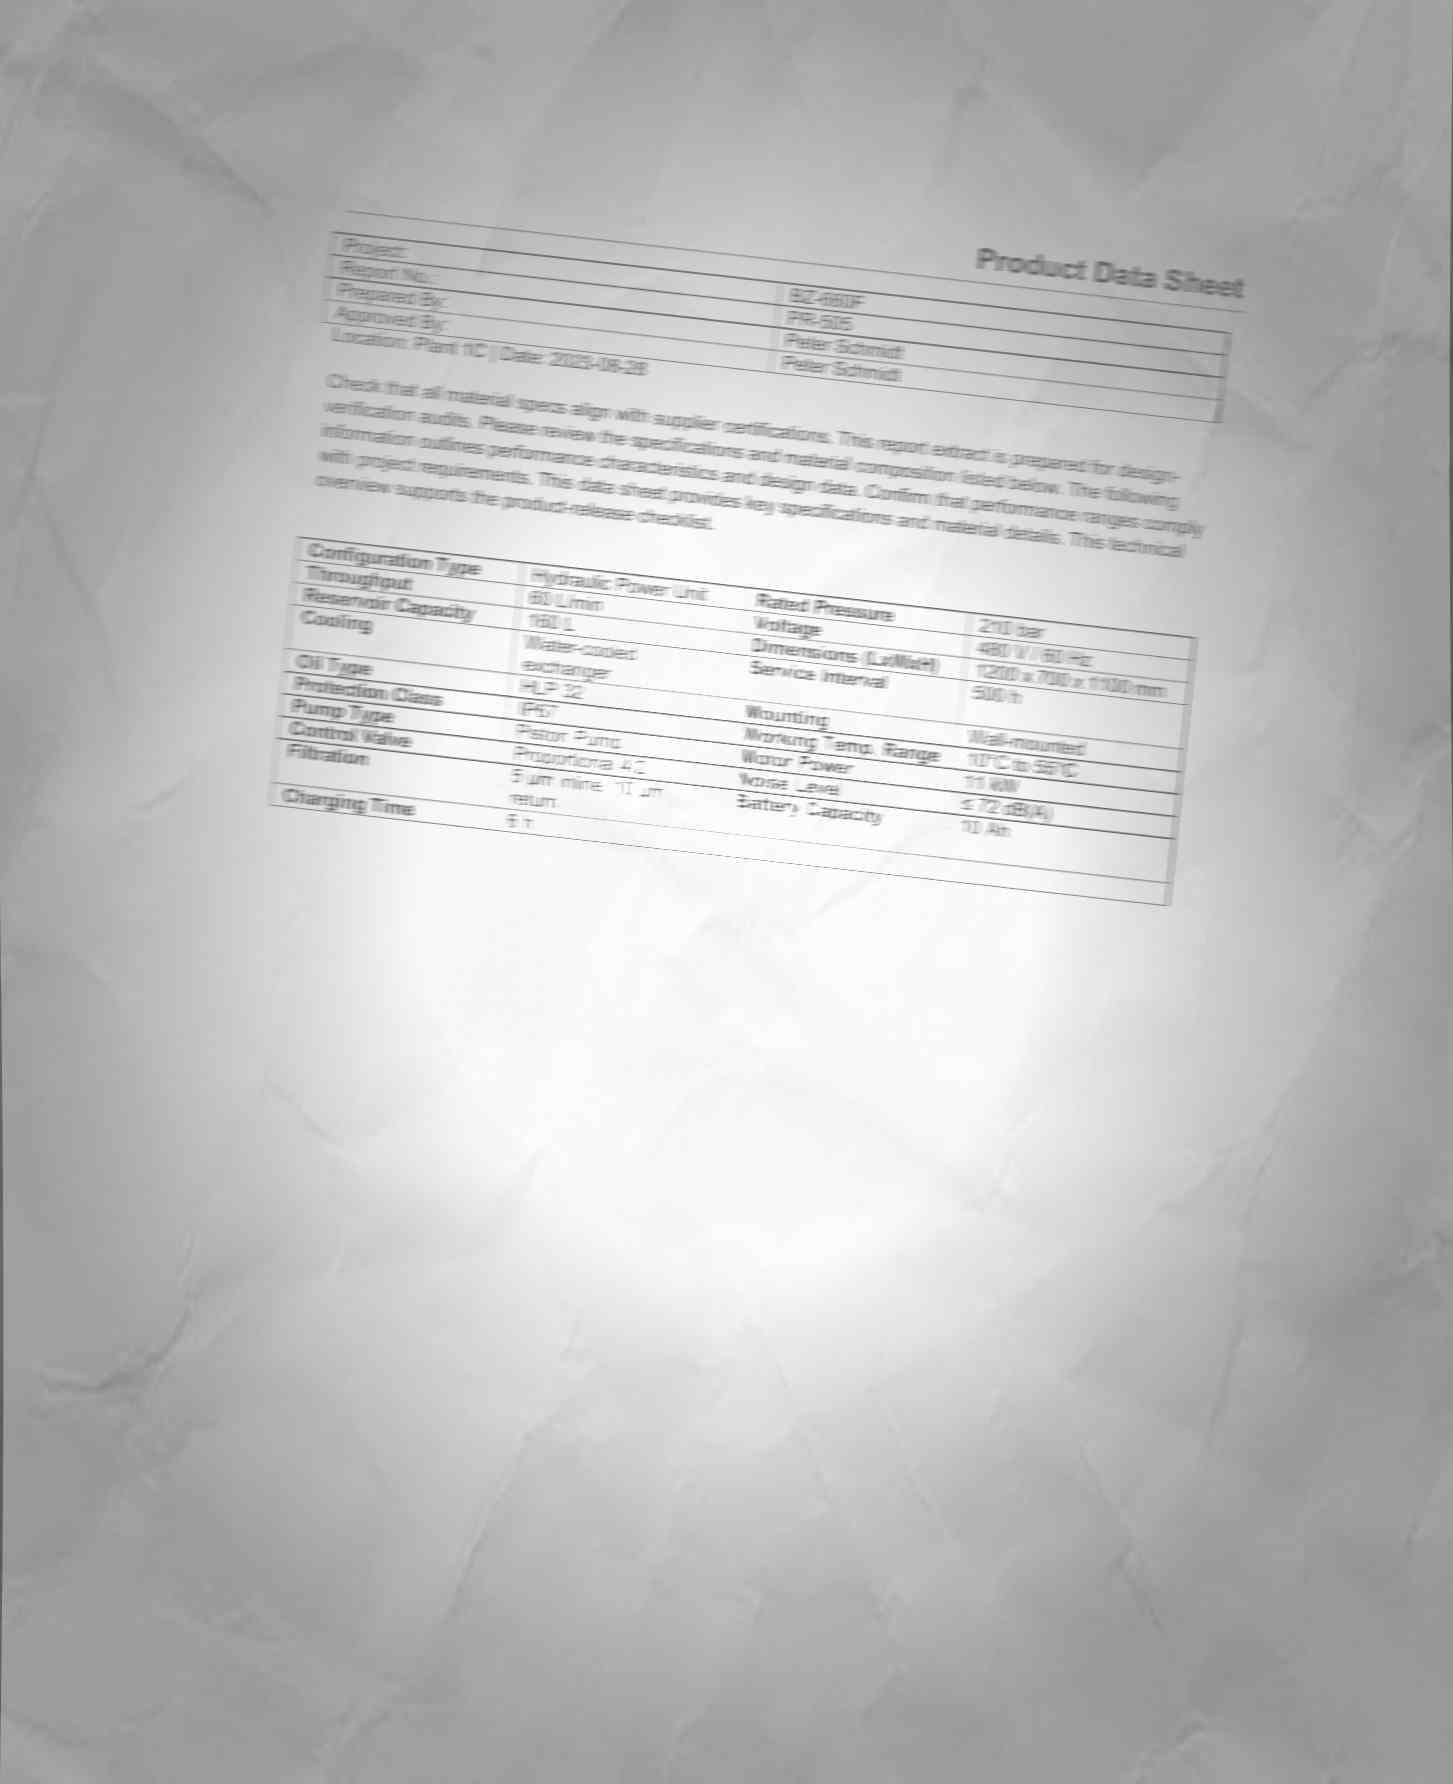 Product Data Sheet
Project:
Report No.: PR-505
Prepared By: Peter Schmidt
Approved By: Peter Schmidt
Location: Plant 1C | Date:
Check that all material specs align with supplier certifications. This report extract is prepared for design-
verification audits. Please review the specifications and material composition listed below. The following
information outlines performance characteristics and design data. Confirm that performance ranges comply
with project requirements. This data sheet provides key specifications and material details. This technical
overview supports the product-release checklist.
Configuration Type Hydraulic Power Unit Rated Pressure 210 bar
Throughput 60 L/min Voltage 480 V / 60 Hz
Reservoir Capacity 160 L Dimensions (LxWxH) 1200 x 700 x 1100 mm
Cooling Water-cooled Service Interval 500 h
exchanger
Oil Type HLP 32 Mounting Wall-mounted
Protection Class IP67 Working Temp. Range 10°C to 55°C
Pump Type Piston Pump Motor Power 11 kW
Control Valve Proportional 4C Noise Level ≤ 72 dB(A)
Filtration 5 µm inline, 10 µm Battery Capacity 10 Ah
return
Charging Time 6 h